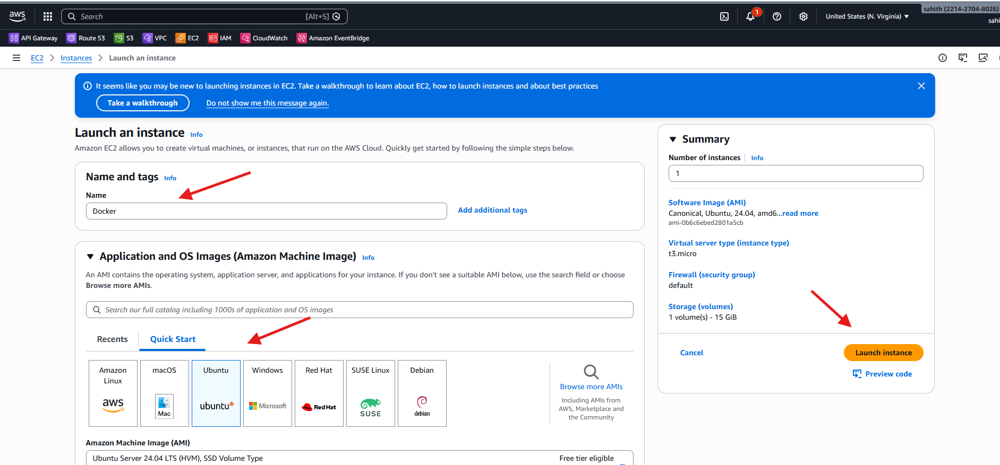 aws
Search
[Alt+S]
1
United States (N. Virginia)
sahith (2214-2704-8026)
API Gateway
Route 53
S3
VPC
EC2
IAM
CloudWatch
Amazon EventBridge
EC2
Instances
Launch an instance
It seems like you may be new to launching instances in EC2. Take a walkthrough to learn about EC2, how to launch instances and about best practices
Take a walkthrough
Do not show me this message again.
Launch an instance Info
Amazon EC2 allows you to create virtual machines, or instances, that run on the AWS Cloud. Quickly get started by following the simple steps below.
Name and tags Info
Name
Docker
Add additional tags
Application and OS Images (Amazon Machine Image) Info
An AMI contains the operating system, application server, and applications for your instance. If you don't see a suitable AMI below, use the search field or choose
Browse more AMIs.
Search our full catalog including 1000s of application and OS images
Recents
Quick Start
Amazon
Linux
aws
macOS
Mac
Ubuntu
ubuntu
Windows
Microsoft
Red Hat
Red Hat
SUSE Linux
SUSE
Debian
debian
Browse more AMIs
Including AMIs from
AWS, Marketplace and
the Community
Amazon Machine Image (AMI)
Ubuntu Server 24.04 LTS (HVM), SSD Volume Type
Free tier eligible
Summary
Number of instances Info
1
Software Image (AMI)
Canonical, Ubuntu, 24.04, amd6...read more
ami-0b6c6ebed2801a5cb
Virtual server type (instance type)
t3.micro
Firewall (security group)
default
Storage (volumes)
1 volume(s) - 15 GiB
Cancel
Launch instance
Preview code